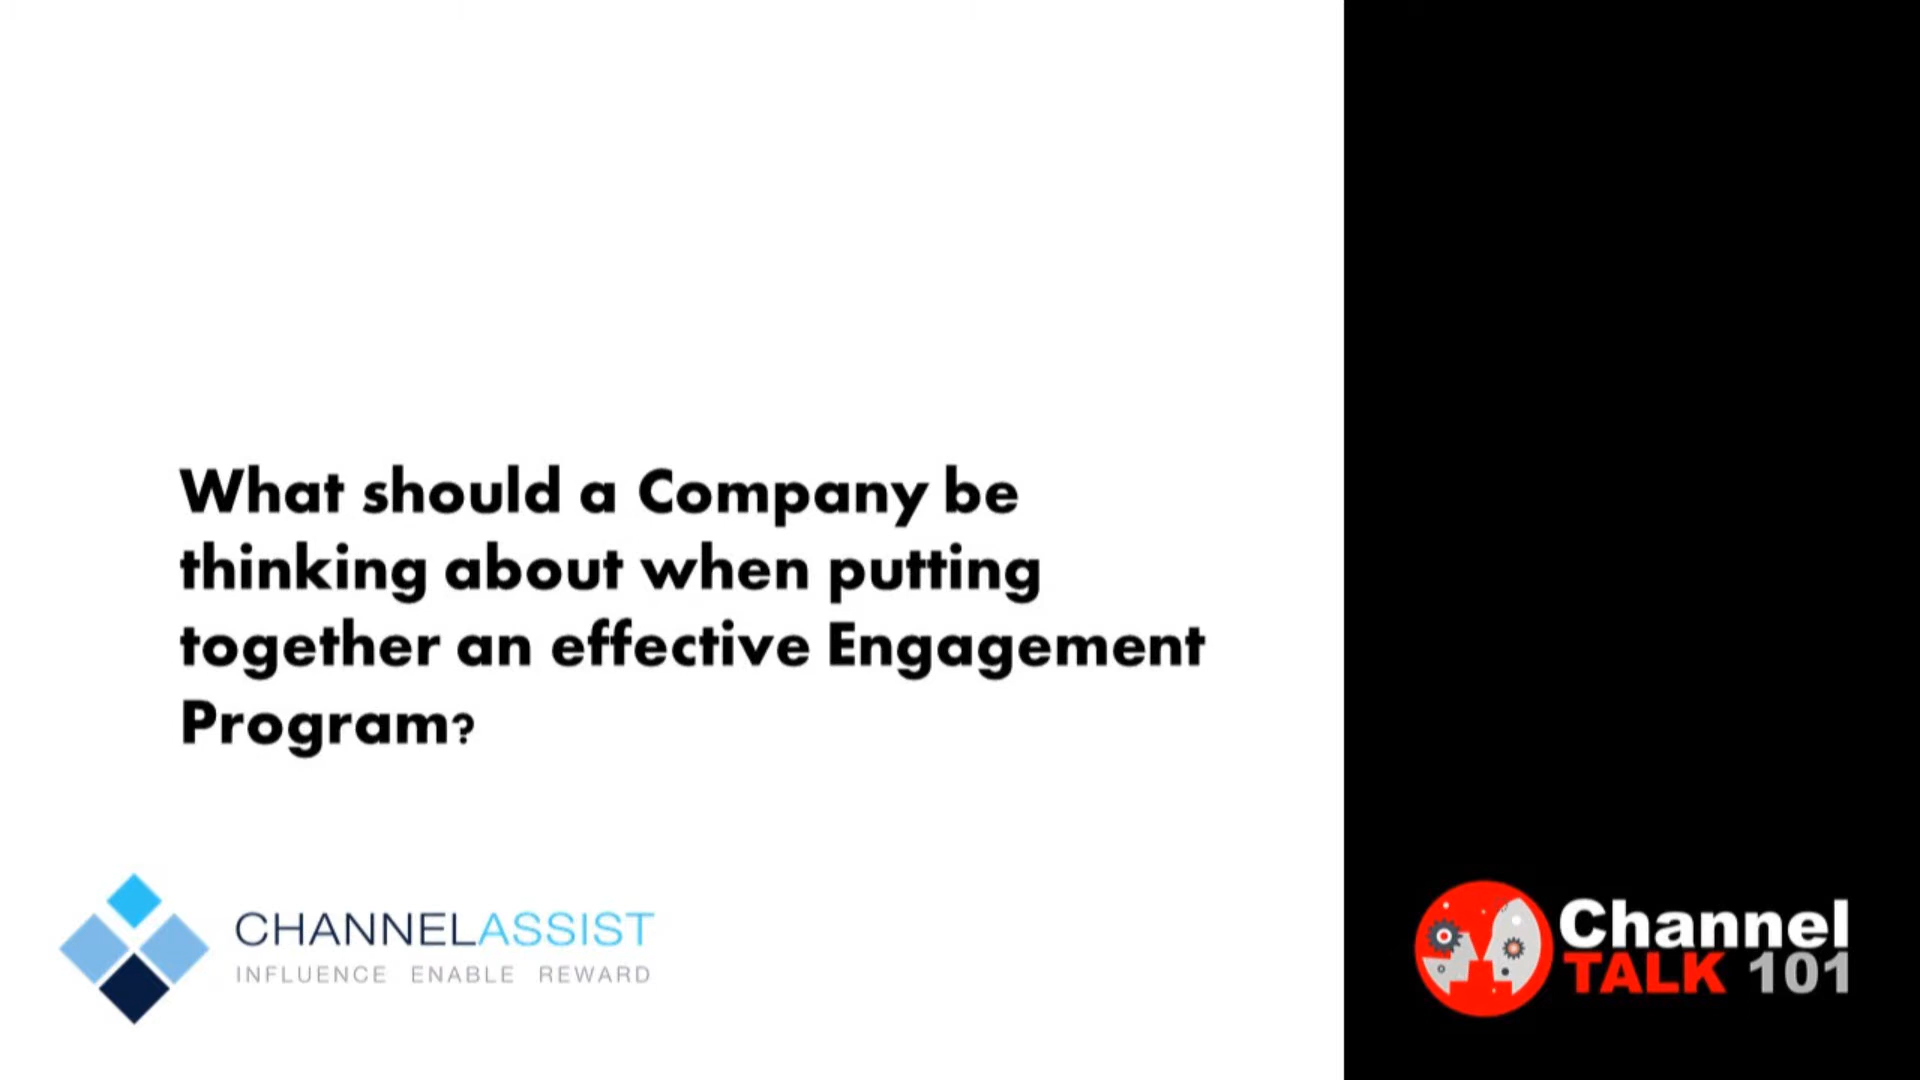 What should a Company be
thinking about when putting
together an effective Engagement
Program?
CHANNELASSIST
INFLUENCE ENABLE REWARD
Channel
TALK 101